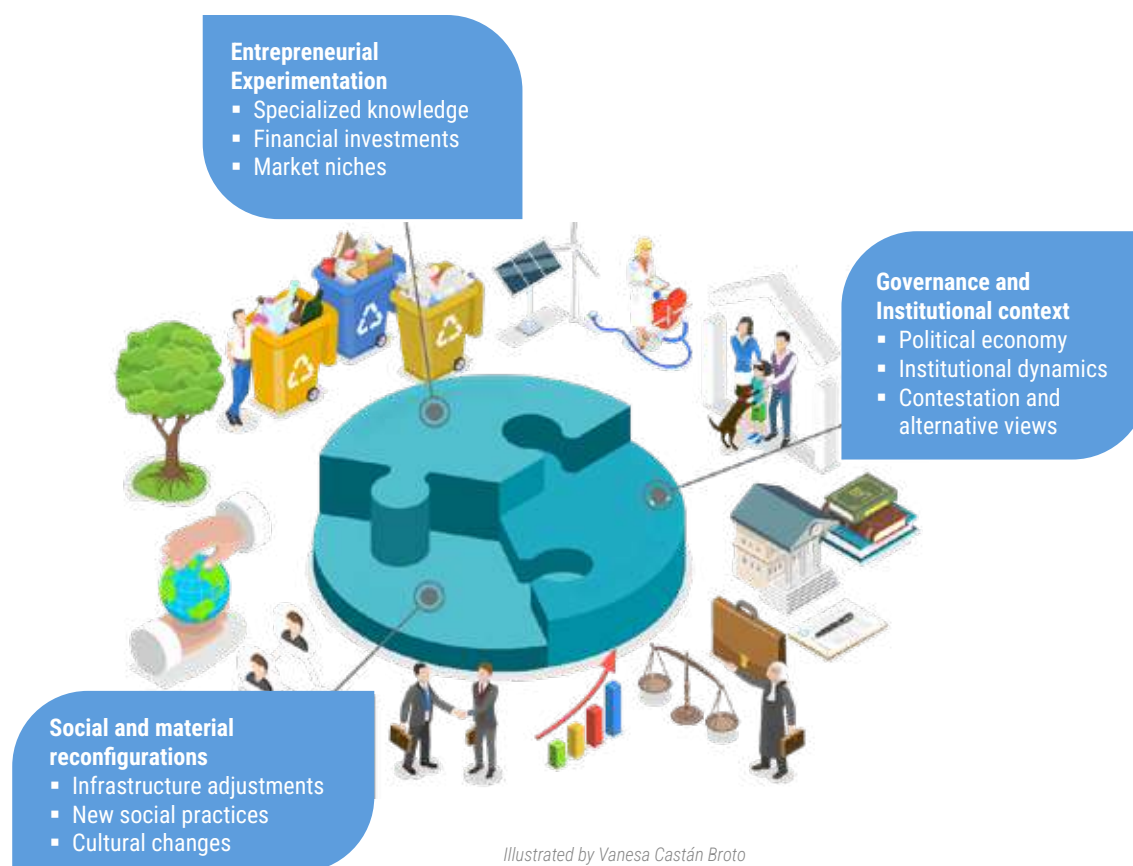 Entrepreneurial
Experimentation
▪ Specialized knowledge
▪ Financial investments
▪ Market niches
Governance and
Institutional context
▪ Political economy
▪ Institutional dynamics
▪ Contestation and
alternative views
Social and material
reconfigurations
▪ Infrastructure adjustments
▪ New social practices
▪ Cultural changes
Illustrated by Vanesa Castán Broto